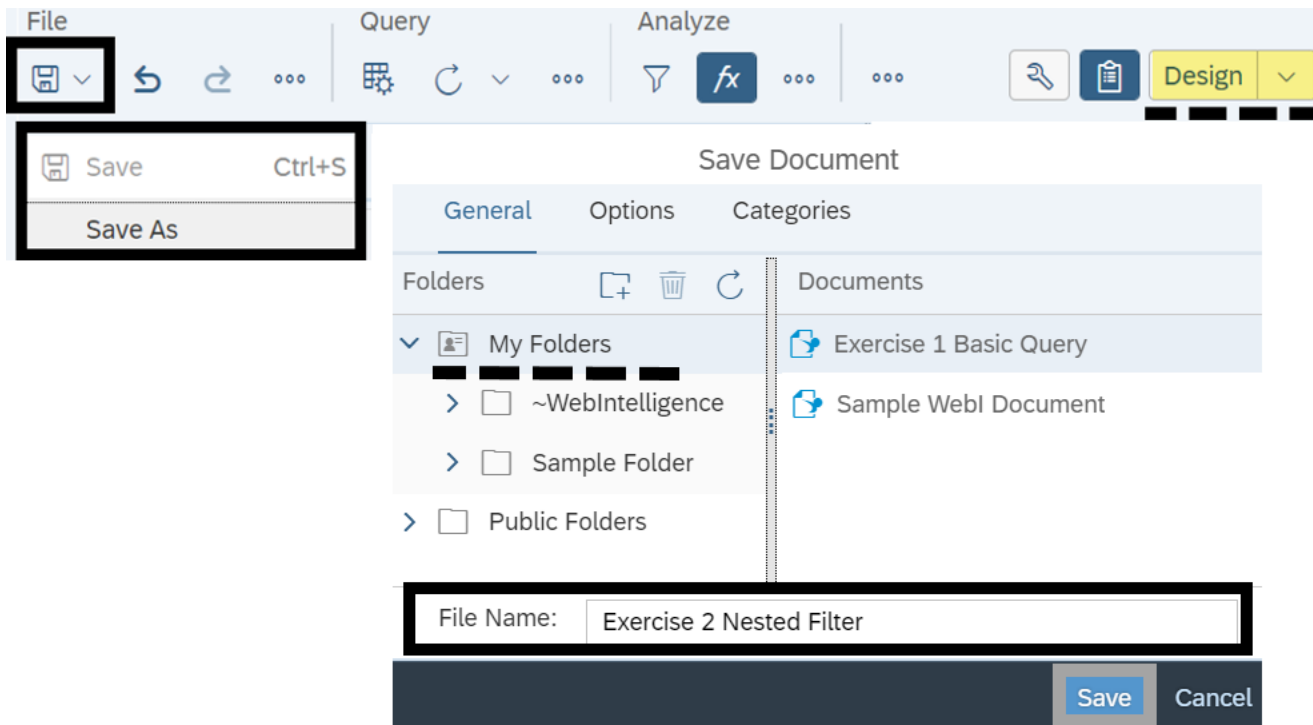 File Query Analyze
fx Design
Save Ctrl+S
Save As
Save Document
General Options Categories
Folders Documents
My Folders Exercise 1 Basic Query
~WebIntelligence Sample WebI Document
Sample Folder
Public Folders
File Name: Exercise 2 Nested Filter
Save Cancel